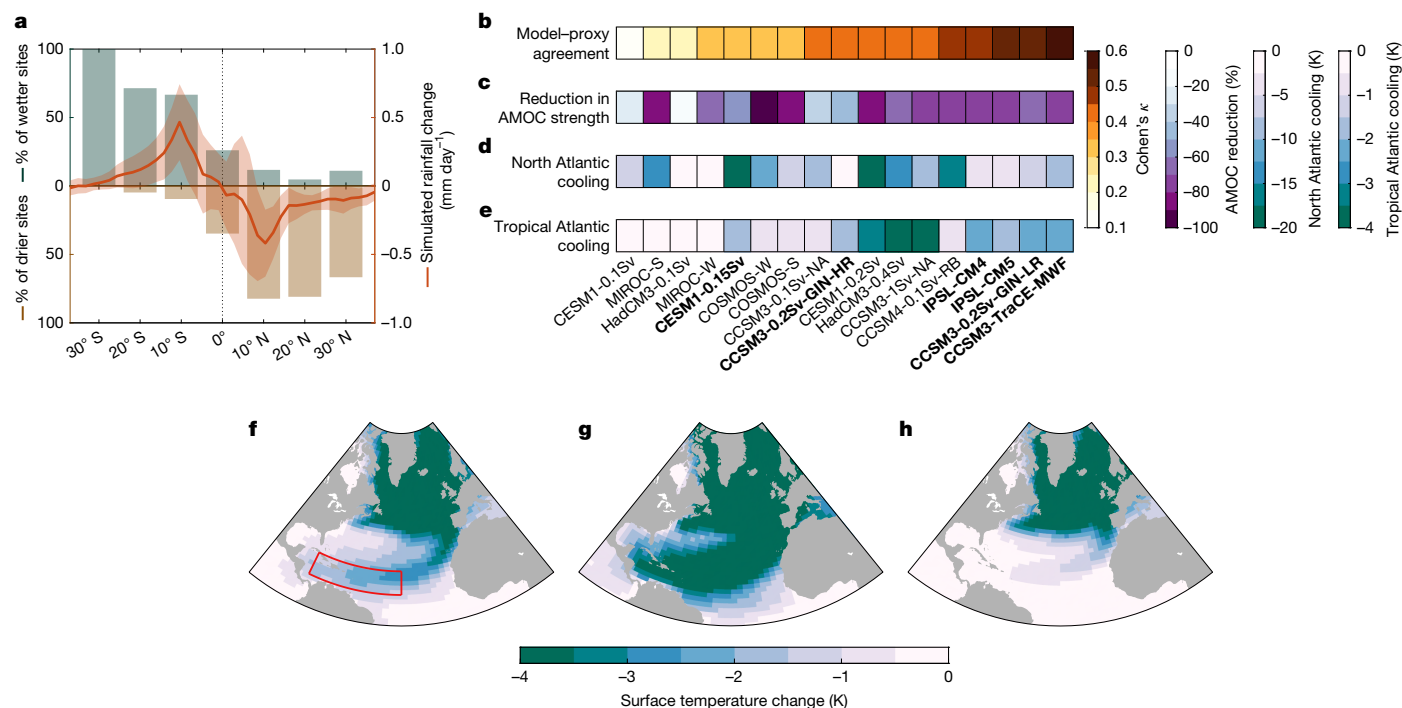 a
% of wetter sites
% of drier sites
100
50
0
50
100
1.0
0.5
0
−0.5
−1.0
Simulated rainfall change
(mm day−1)
30° S
20° S
10° S
0°
10° N
20° N
30° N
b
Model–proxy
agreement
c
Reduction in
AMOC strength
d
North Atlantic
cooling
e
Tropical Atlantic
cooling
CESM1-0.1Sv
MIROC-S
HadCM3-0.1Sv
MIROC-W
CESM1-0.15Sv
COSMOS-W
COSMOS-S
CCSM3-0.1Sv-NA
CCSM3-0.2Sv-GIN-HR
CESM1-0.2Sv
HadCM3-0.4Sv
CCSM3-1Sv-NA
CCSM4-0.1Sv-RB
IPSL-CM4
IPSL-CM5
CCSM3-0.2Sv-GIN-LR
CCSM3-TraCE-MWF
0.6
0.5
0.4
0.3
0.2
0.1
Cohen's κ
0
−20
−40
−60
−80
−100
AMOC reduction (%)
0
−5
−10
−15
−20
North Atlantic cooling (K)
0
−1
−2
−3
−4
Tropical Atlantic cooling (K)
f
g
h
−4
−3
−2
−1
0
Surface temperature change (K)